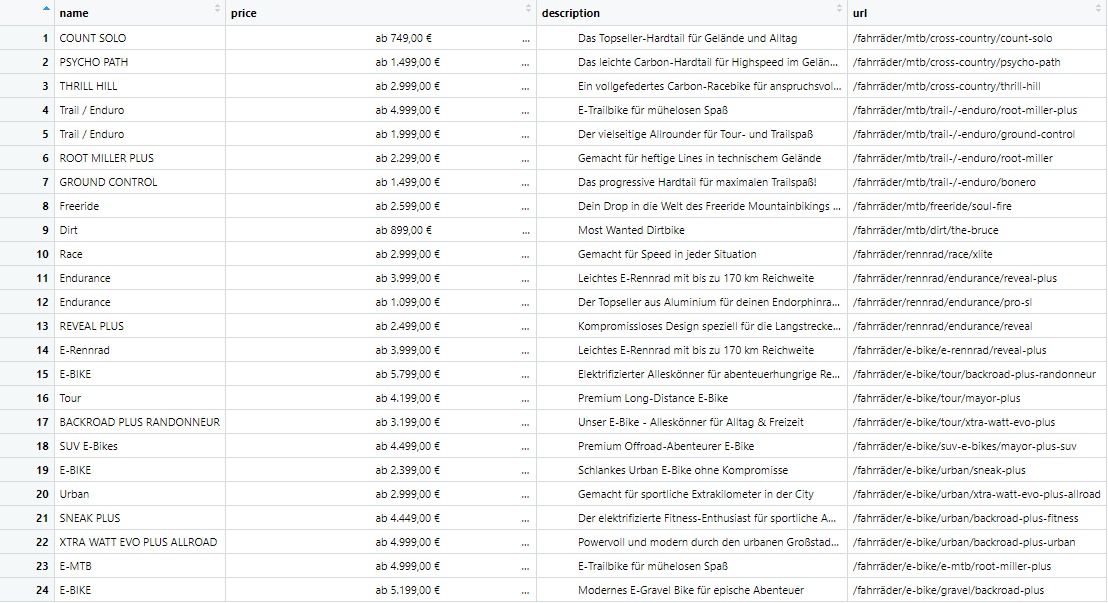 name price description url
1 COUNT SOLO ab 749,00 € ... Das Topseller-Hardtail für Gelände und Alltag /fahrräder/mtb/cross-country/count-solo
2 PSYCHO PATH ab 1.499,00 € ... Das leichte Carbon-Hardtail für Highspeed im Gelän... /fahrräder/mtb/cross-country/psycho-path
3 THRILL HILL ab 2.999,00 € ... Ein vollgefedertes Carbon-Racebike für anspruchsvol... /fahrräder/mtb/cross-country/thrill-hill
4 Trail / Enduro ab 4.999,00 € ... E-Trailbike für mühelosen Spaß /fahrräder/mtb/trail-/-enduro/root-miller-plus
5 Trail / Enduro ab 1.999,00 € ... Der vielseitige Allrounder für Tour- und Trailspaß /fahrräder/mtb/trail-/-enduro/ground-control
6 ROOT MILLER PLUS ab 2.299,00 € ... Gemacht für heftige Lines in technischem Gelände /fahrräder/mtb/trail-/-enduro/root-miller
7 GROUND CONTROL ab 1.499,00 € ... Das progressive Hardtail für maximalen Trailspaß! /fahrräder/mtb/trail-/-enduro/bonero
8 Freeride ab 2.599,00 € ... Dein Drop in die Welt des Freeride Mountainbikings ... /fahrräder/mtb/freeride/soul-fire
9 Dirt ab 899,00 € ... Most Wanted Dirtbike /fahrräder/mtb/dirt/the-bruce
10 Race ab 2.999,00 € ... Gemacht für Speed in jeder Situation /fahrräder/rennrad/race/xlite
11 Endurance ab 3.999,00 € ... Leichtes E-Rennrad mit bis zu 170 km Reichweite /fahrräder/rennrad/endurance/reveal-plus
12 Endurance ab 1.099,00 € ... Der Topseller aus Aluminium für deinen Endorphinra... /fahrräder/rennrad/endurance/pro-sl
13 REVEAL PLUS ab 2.499,00 € ... Kompromissloses Design speziell für die Langstrecke... /fahrräder/rennrad/endurance/reveal
14 E-Rennrad ab 3.999,00 € ... Leichtes E-Rennrad mit bis zu 170 km Reichweite /fahrräder/e-bike/e-rennrad/reveal-plus
15 E-BIKE ab 5.799,00 € ... Elektrifizierter Alleskönner für abenteuerhungrige Re... /fahrräder/e-bike/tour/backroad-plus-randonneur
16 Tour ab 4.199,00 € ... Premium Long-Distance E-Bike /fahrräder/e-bike/tour/mayor-plus
17 BACKROAD PLUS RANDONNEUR ab 3.199,00 € ... Unser E-Bike - Alleskönner für Alltag & Freizeit /fahrräder/e-bike/tour/xtra-watt-evo-plus
18 SUV E-Bikes ab 4.499,00 € ... Premium Offroad-Abenteurer E-Bike /fahrräder/e-bike/suv-e-bikes/mayor-plus-suv
19 E-BIKE ab 2.399,00 € ... Schlankes Urban E-Bike ohne Kompromisse /fahrräder/e-bike/urban/sneak-plus
20 Urban ab 2.999,00 € ... Gemacht für sportliche Extrakilometer in der City /fahrräder/e-bike/urban/xtra-watt-evo-plus-allroad
21 SNEAK PLUS ab 4.449,00 € ... Der elektrifizierte Fitness-Enthusiast für sportliche A... /fahrräder/e-bike/urban/backroad-plus-fitness
22 XTRA WATT EVO PLUS ALLROAD ab 4.999,00 € ... Powervoll und modern durch den urbanen Großstad... /fahrräder/e-bike/urban/backroad-plus-urban
23 E-MTB ab 4.999,00 € ... E-Trailbike für mühelosen Spaß /fahrräder/e-bike/e-mtb/root-miller-plus
24 E-BIKE ab 5.199,00 € ... Modernes E-Gravel Bike für epische Abenteuer /fahrräder/e-bike/gravel/backroad-plus